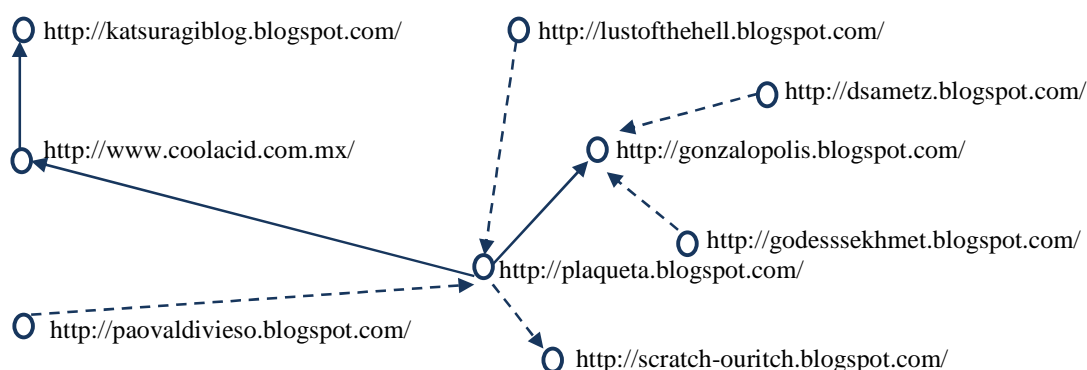 http://katsuragiblog.blogspot.com/
http://lustofthehell.blogspot.com/
http://dsametz.blogspot.com/
http://www.coolacid.com.mx/
http://gonzalopolis.blogspot.com/
http://godesssekhmet.blogspot.com/
http://plaqueta.blogspot.com/
http://paovaldivieso.blogspot.com/
http://scratch-ouritch.blogspot.com/